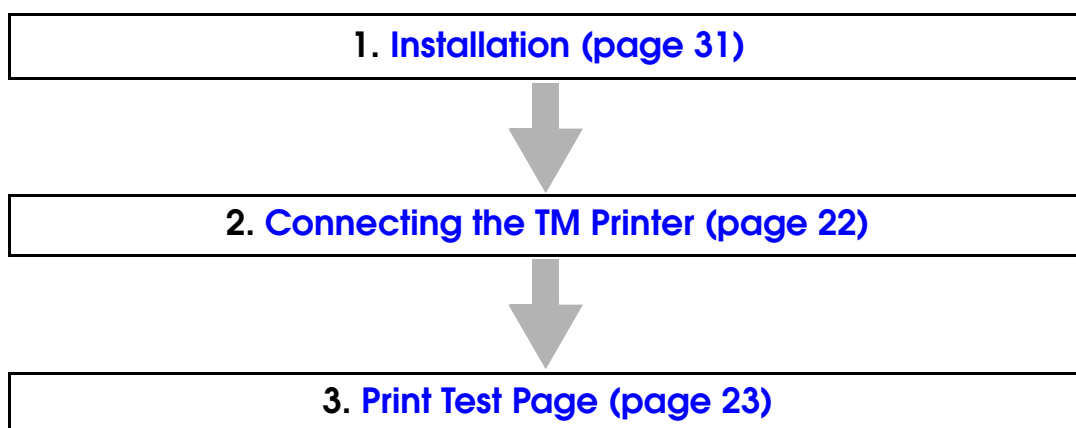 1. Installation (page 31)
2. Connecting the TM Printer (page 22)
3. Print Test Page (page 23)